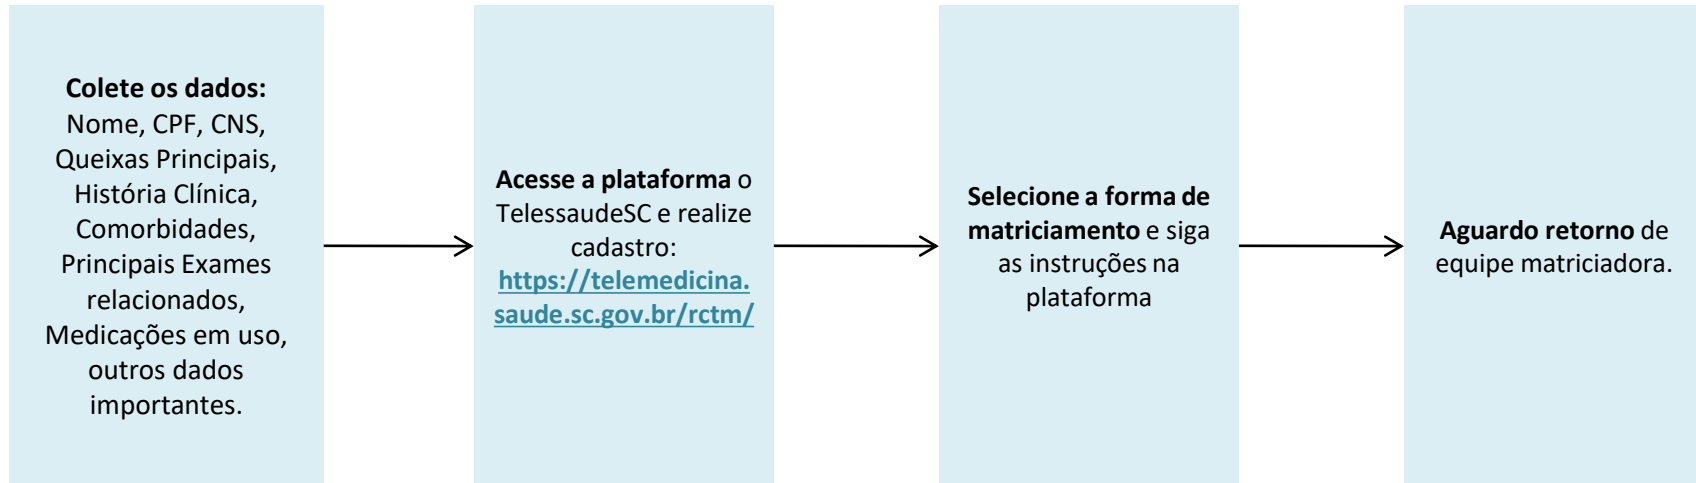 Colete os dados:
Nome, CPF, CNS,
Queixas Principais,
História Clínica,
Comorbidades,
Principais Exames
relacionados,
Medicações em uso,
outros dados
importantes.
Acesse a plataforma o
TelessaudeSC e realize
cadastro:
https://telemedicina.
saude.sc.gov.br/rctm/
Selecione a forma de
matriciamento e siga
as instruções na
plataforma
Aguardo retorno de
equipe matriciadora.